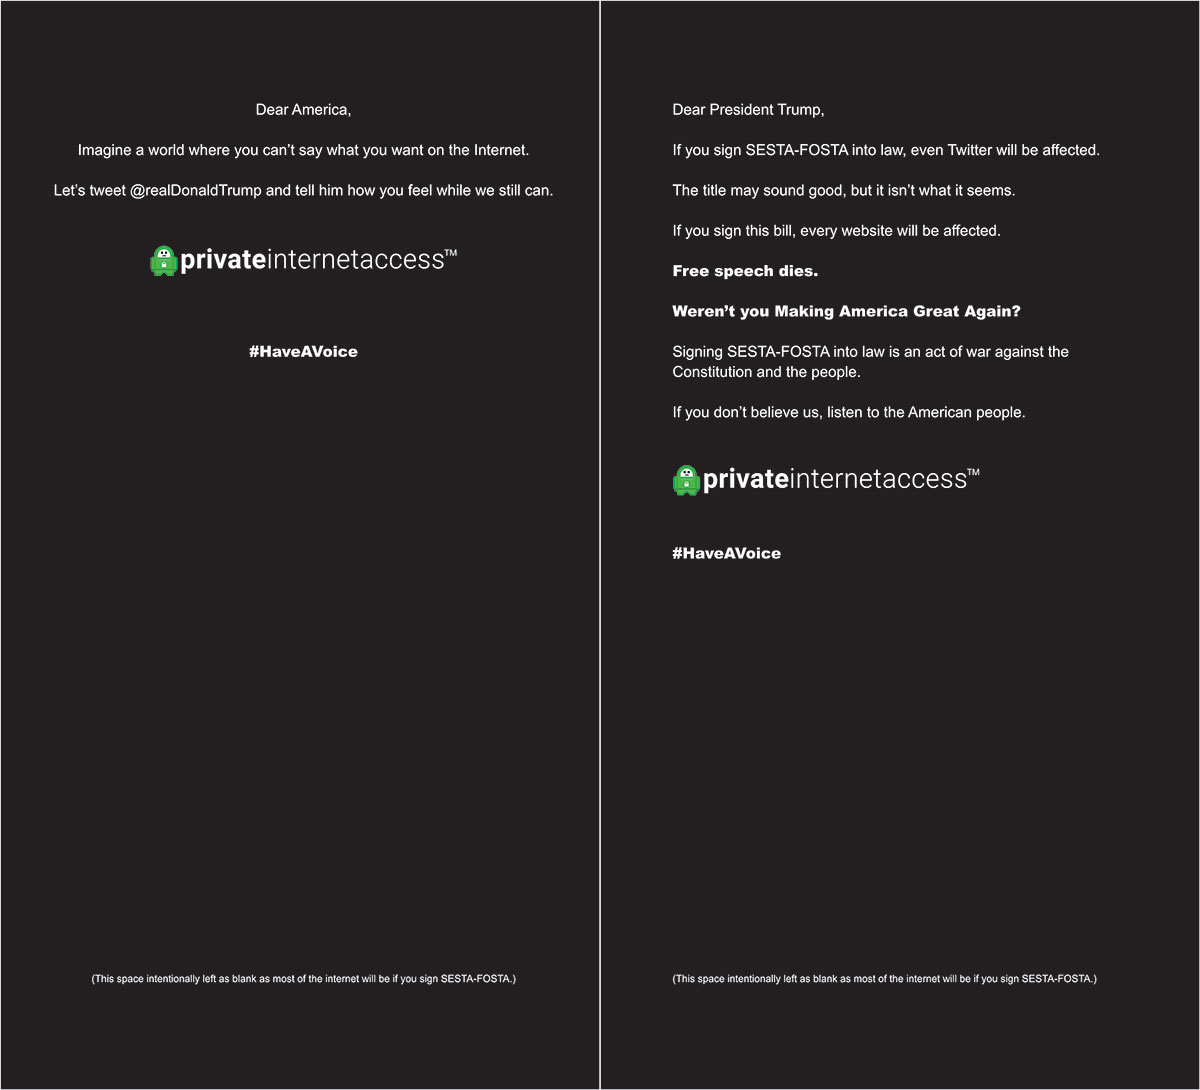 Dear America,
Imagine a world where you can’t say what you want on the Internet.
Let’s tweet @realDonaldTrump and tell him how you feel while we still can.
privateinternetaccess™
#HaveAVoice
(This space intentionally left as blank as most of the internet will be if you sign SESTA-FOSTA.)
Dear President Trump,
If you sign SESTA-FOSTA into law, even Twitter will be affected.
The title may sound good, but it isn’t what it seems.
If you sign this bill, every website will be affected.
Free speech dies.
Weren’t you Making America Great Again?
Signing SESTA-FOSTA into law is an act of war against the
Constitution and the people.
If you don’t believe us, listen to the American people.
privateinternetaccess™
#HaveAVoice
(This space intentionally left as blank as most of the internet will be if you sign SESTA-FOSTA.)